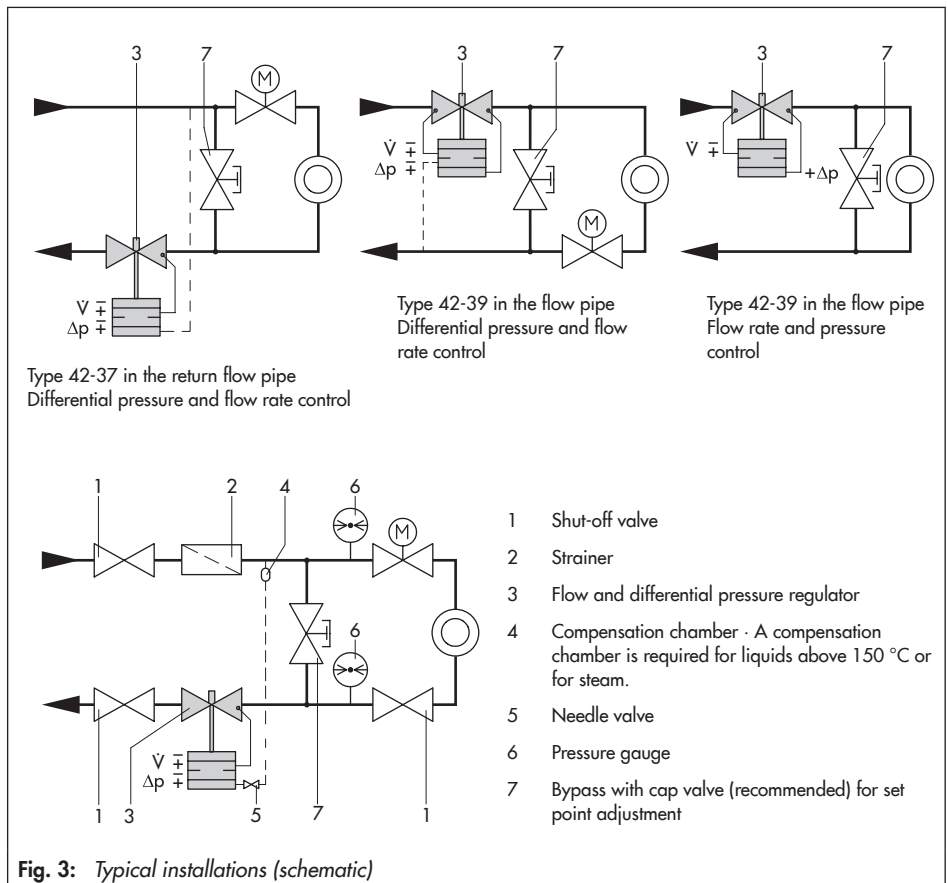 3 7
M
V̇ ∓
Δp ∓
Type 42-37 in the return flow pipe
Differential pressure and flow rate control
3 7
V̇ ∓
Δp ∓
M
Type 42-39 in the flow pipe
Differential pressure and flow
rate control
3 7
V̇ ∓
+Δp
Type 42-39 in the flow pipe
Flow rate and pressure
control
1 2 4 6
M
6
V̇ ∓
Δp ∓
1 3 5 7 1
1 Shut-off valve
2 Strainer
3 Flow and differential pressure regulator
4 Compensation chamber · A compensation
chamber is required for liquids above 150 °C or
for steam.
5 Needle valve
6 Pressure gauge
7 Bypass with cap valve (recommended) for set
point adjustment
Fig. 3: Typical installations (schematic)